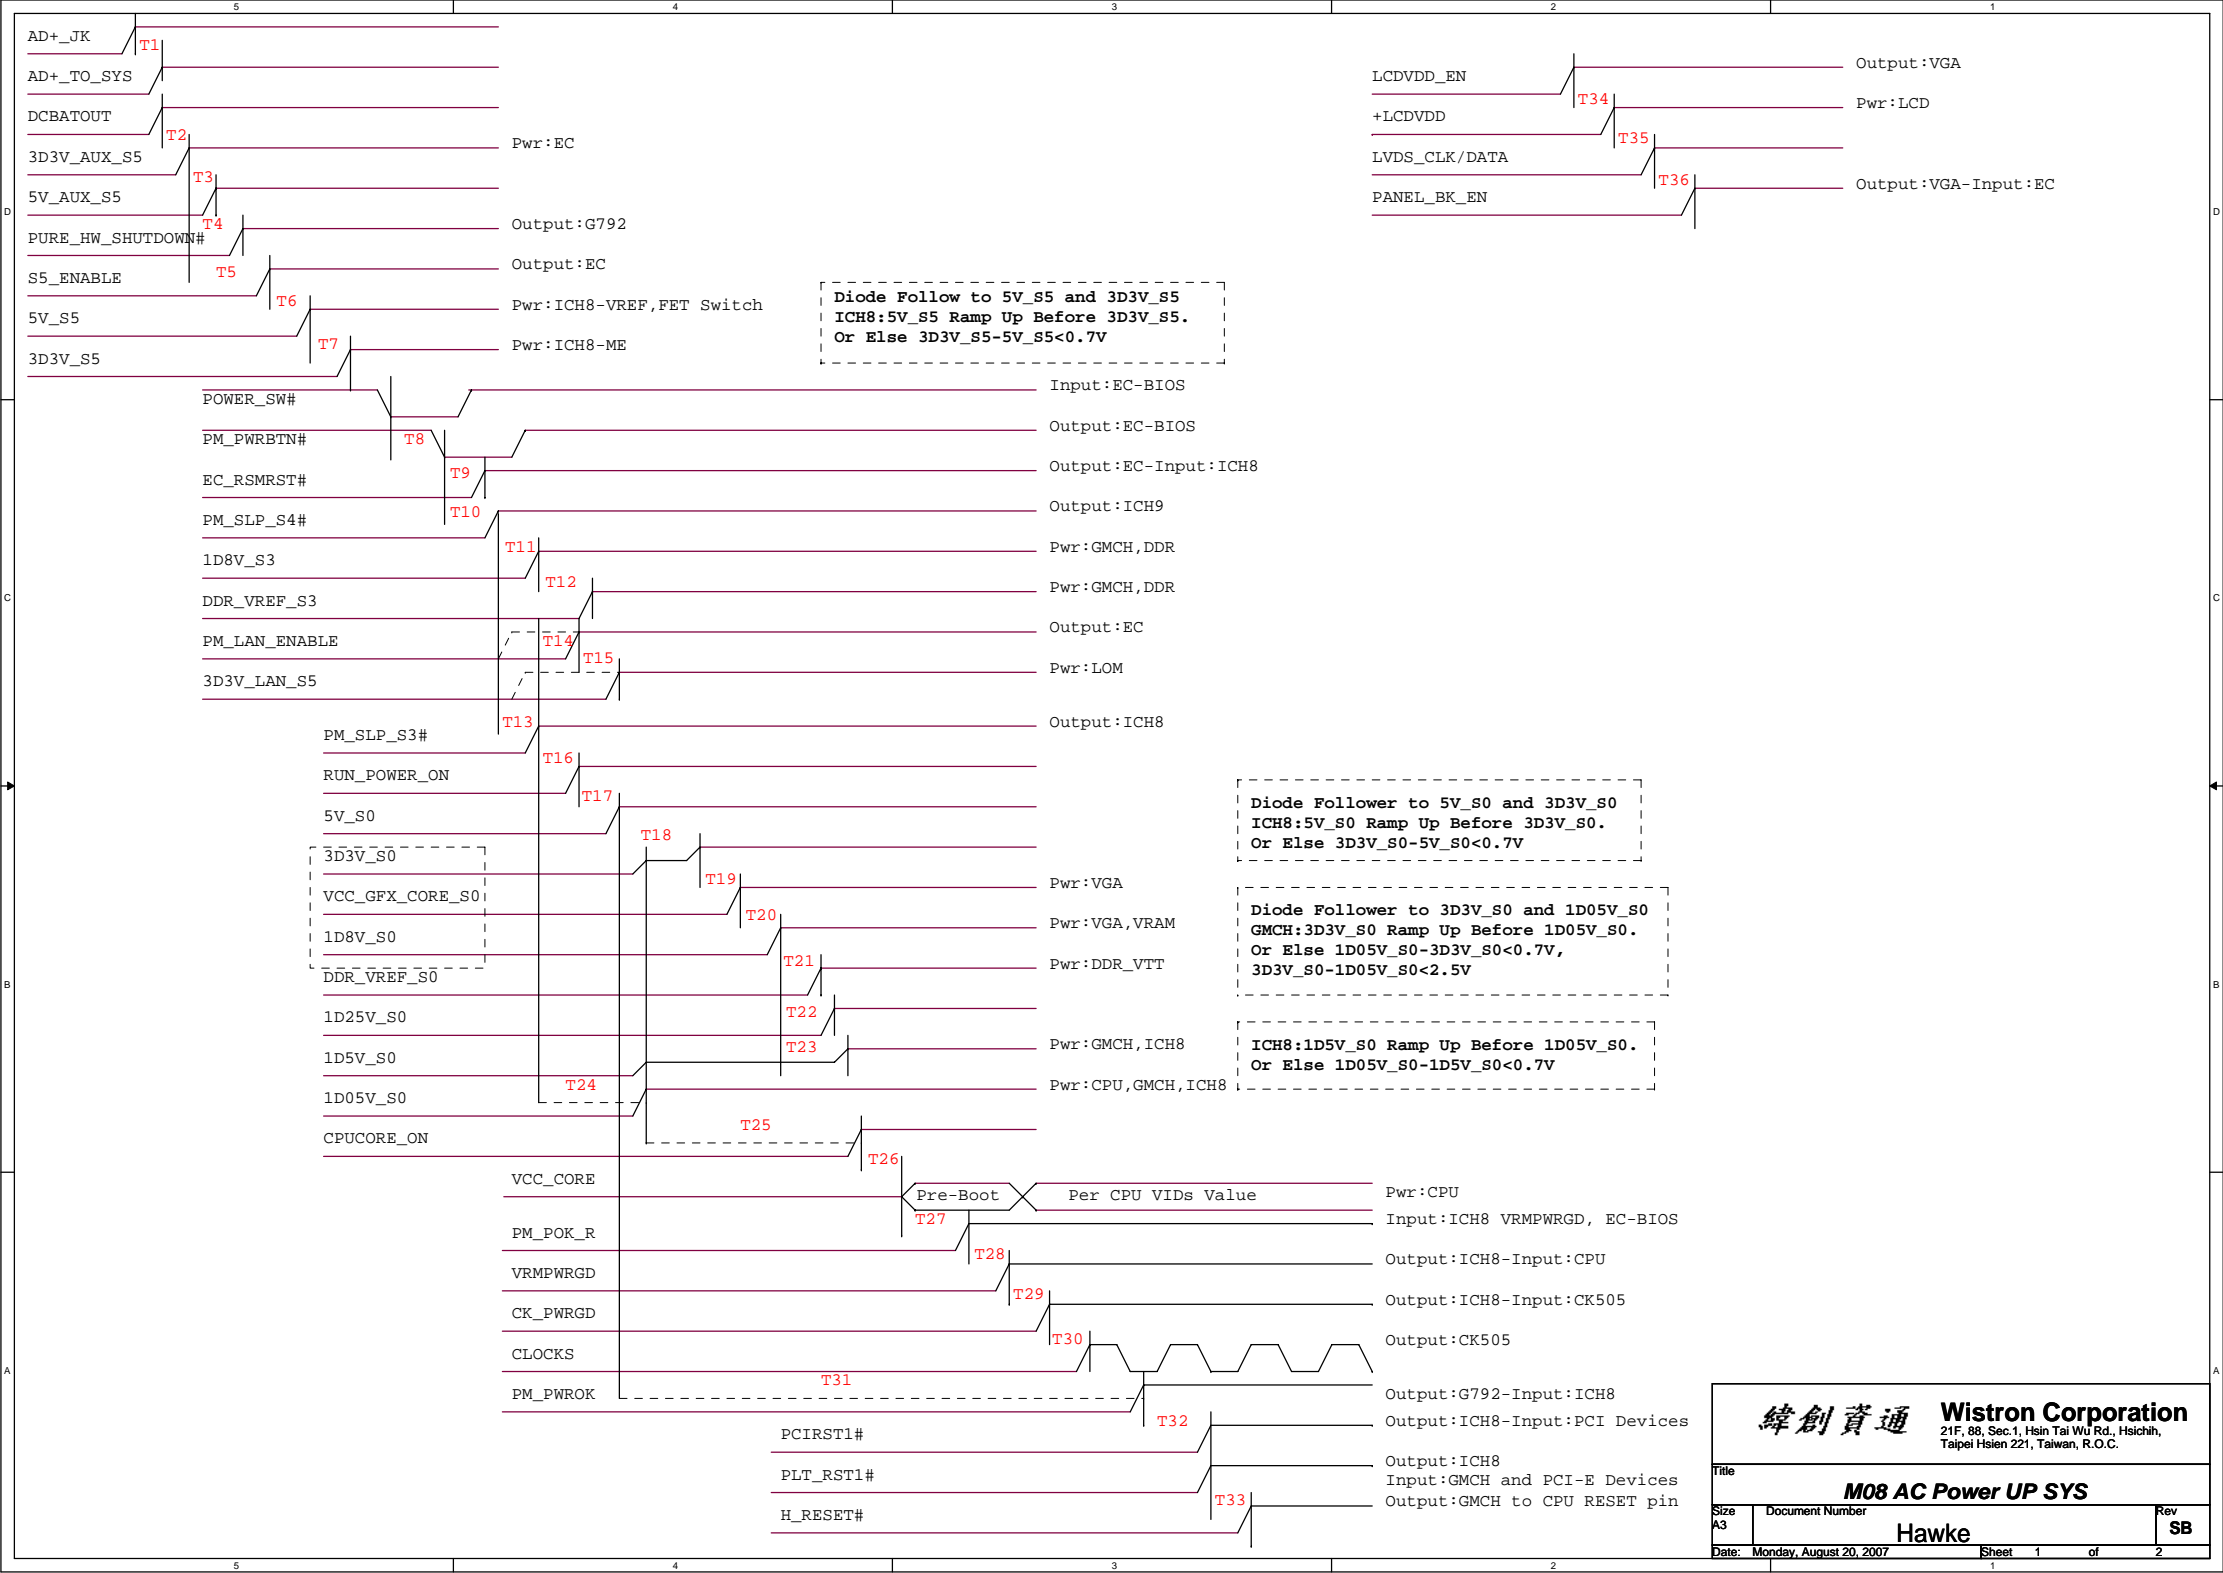 5 4 3 2 1
AD+_JK
T1
AD+_TO_SYS
DCBATOUT
T2
3D3V_AUX_S5
Pwr:EC
T3
5V_AUX_S5
T4
PURE_HW_SHUTDOWN#
Output:G792
T5
S5_ENABLE
Output:EC
T6
5V_S5
Pwr:ICH8-VREF,FET Switch
T7
3D3V_S5
Pwr:ICH8-ME
LCDVDD_EN
Output:VGA
T34
+LCDVDD
Pwr:LCD
T35
LVDS_CLK/DATA
T36
PANEL_BK_EN
Output:VGA-Input:EC
D D
Diode Follow to 5V_S5 and 3D3V_S5
ICH8:5V_S5 Ramp Up Before 3D3V_S5.
Or Else 3D3V_S5-5V_S5<0.7V
POWER_SW#
Input:EC-BIOS
T8
PM_PWRBTN#
Output:EC-BIOS
T9
EC_RSMRST#
Output:EC-Input:ICH8
T10
PM_SLP_S4#
Output:ICH9
T11
1D8V_S3
Pwr:GMCH,DDR
T12
DDR_VREF_S3
Pwr:GMCH,DDR
C C
T14
PM_LAN_ENABLE
Output:EC
T15
3D3V_LAN_S5
Pwr:LOM
T13
PM_SLP_S3#
Output:ICH8
T16
RUN_POWER_ON
T17
5V_S0
T18
3D3V_S0
T19
VCC_GFX_CORE_S0
Pwr:VGA
T20
1D8V_S0
Pwr:VGA,VRAM
T21
DDR_VREF_S0
Pwr:DDR_VTT
B B
T22
1D25V_S0
T23
1D5V_S0
Pwr:GMCH,ICH8
T24
1D05V_S0
Pwr:CPU,GMCH,ICH8
T25
CPUCORE_ON
T26
Diode Follower to 5V_S0 and 3D3V_S0
ICH8:5V_S0 Ramp Up Before 3D3V_S0.
Or Else 3D3V_S0-5V_S0<0.7V
Diode Follower to 3D3V_S0 and 1D05V_S0
GMCH:3D3V_S0 Ramp Up Before 1D05V_S0.
Or Else 1D05V_S0-3D3V_S0<0.7V,
3D3V_S0-1D05V_S0<2.5V
ICH8:1D5V_S0 Ramp Up Before 1D05V_S0.
Or Else 1D05V_S0-1D5V_S0<0.7V
VCC_CORE
Pre-Boot
Per CPU VIDs Value
Pwr:CPU
T27
PM_POK_R
Input:ICH8 VRMPWRGD, EC-BIOS
T28
VRMPWRGD
Output:ICH8-Input:CPU
T29
CK_PWRGD
Output:ICH8-Input:CK505
T30
CLOCKS
Output:CK505
A A
T31
PM_PWROK
Output:G792-Input:ICH8
T32
PCIRST1#
Output:ICH8-Input:PCI Devices
PLT_RST1#
Output:ICH8
Input:GMCH and PCI-E Devices
T33
H_RESET#
Output:GMCH to CPU RESET pin
緯創資通
Wistron Corporation
21F, 88, Sec.1, Hsin Tai Wu Rd., Hsichih,
Taipei Hsien 221, Taiwan, R.O.C.
Title
M08 AC Power UP SYS
Size
A3
Document Number
Hawke
Rev
SB
Date: Monday, August 20, 2007
Sheet 1 of 2
5 4 3 2 1